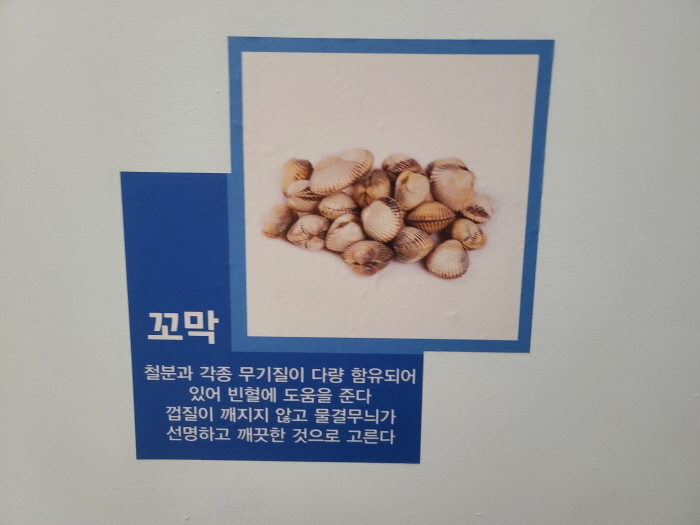 꼬막
철분과 각종 무기질이 다량 함유되어
있어 빈혈에 도움을 준다
껍질이 깨지지 않고 물결무늬가
선명하고 깨끗한 것으로 고른다